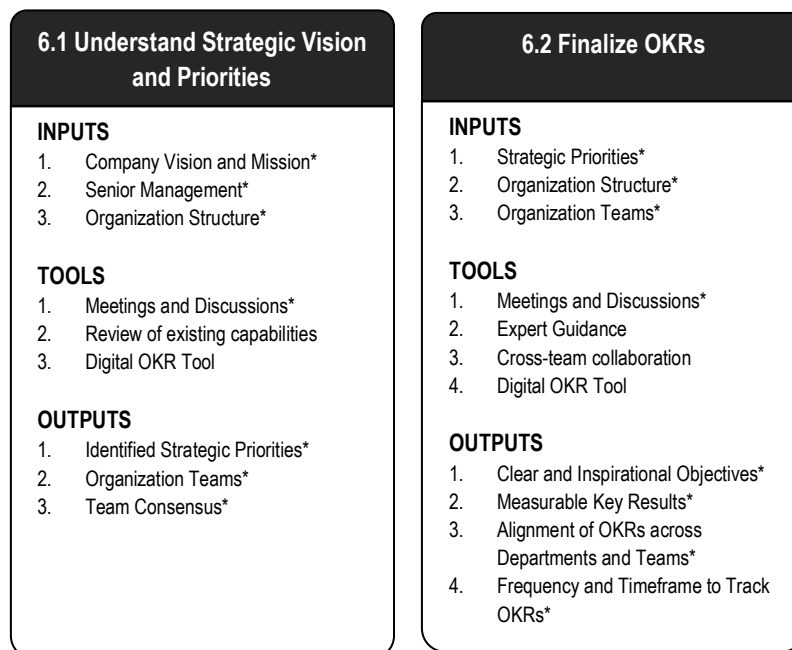 6.1 Understand Strategic Vision
and Priorities
INPUTS
1. Company Vision and Mission*
2. Senior Management*
3. Organization Structure*
TOOLS
1. Meetings and Discussions*
2. Review of existing capabilities
3. Digital OKR Tool
OUTPUTS
1. Identified Strategic Priorities*
2. Organization Teams*
3. Team Consensus*
6.2 Finalize OKRs
INPUTS
1. Strategic Priorities*
2. Organization Structure*
3. Organization Teams*
TOOLS
1. Meetings and Discussions*
2. Expert Guidance
3. Cross-team collaboration
4. Digital OKR Tool
OUTPUTS
1. Clear and Inspirational Objectives*
2. Measurable Key Results*
3. Alignment of OKRs across
Departments and Teams*
4. Frequency and Timeframe to Track
OKRs*